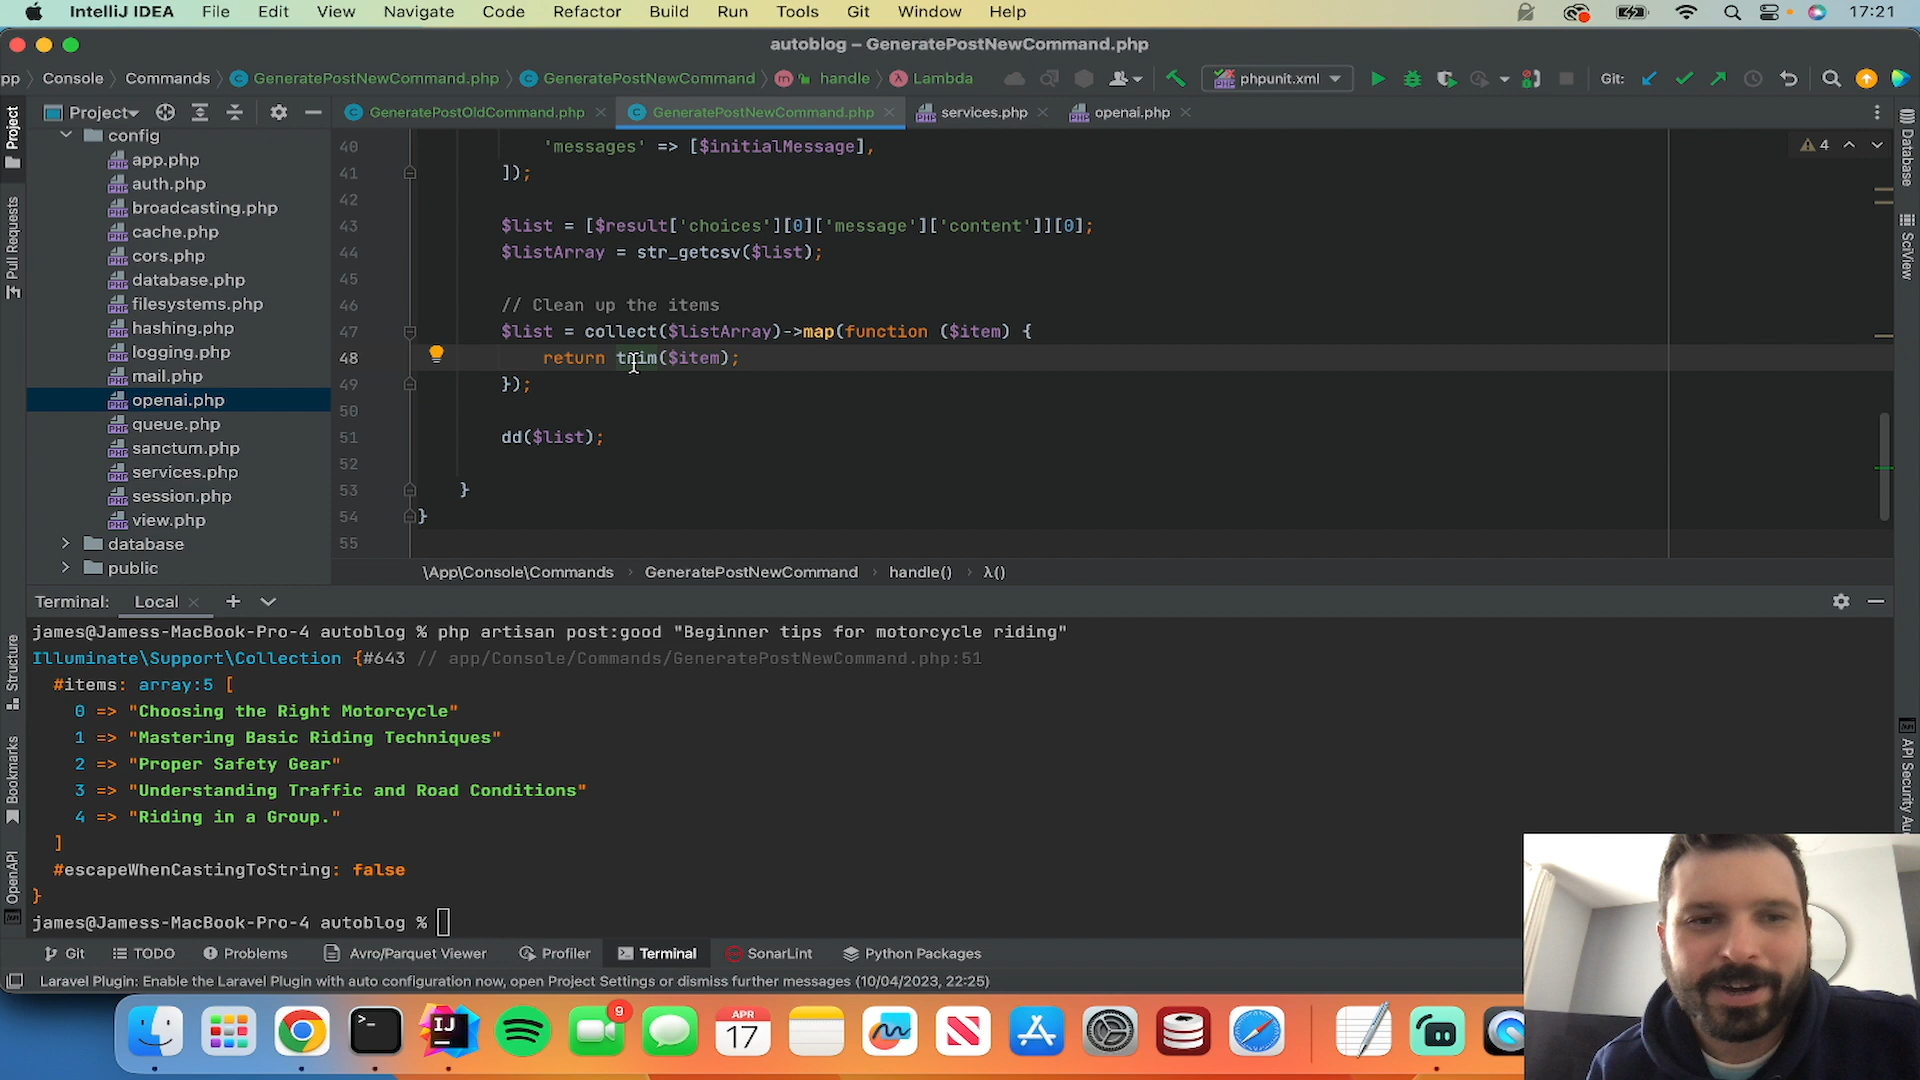 IntelliJ IDEA File Edit View Navigate Code Refactor Build Run Tools Git Window Help 17:21
autoblog – GeneratePostNewCommand.php
pp Console Commands GeneratePostNewCommand.php GeneratePostNewCommand m handle λ Lambda phpunit.xml Git:
Project
GeneratePostOldCommand.php GeneratePostNewCommand.php services.php openai.php
Project
Pull Requests
Structure
Bookmarks
OpenAPI
Database
SciView
config
app.php
auth.php
broadcasting.php
cache.php
cors.php
database.php
filesystems.php
hashing.php
logging.php
mail.php
openai.php
queue.php
sanctum.php
services.php
session.php
view.php
database
public
4
40 'messages' => [$initialMessage],
41 ]);
42
43 $list = [$result['choices'][0]['message']['content']][0];
44 $listArray = str_getcsv($list);
45
46 // Clean up the items
47 $list = collect($listArray)->map(function ($item) {
48 return trim($item);
49 });
50
51 dd($list);
52
53 }
54 }
55
\App\Console\Commands › GeneratePostNewCommand › handle() › λ()
Terminal: Local
james@Jamess-MacBook-Pro-4 autoblog % php artisan post:good "Beginner tips for motorcycle riding"
Illuminate\Support\Collection {#643 // app/Console/Commands/GeneratePostNewCommand.php:51
#items: array:5 [
0 => "Choosing the Right Motorcycle"
1 => "Mastering Basic Riding Techniques"
2 => "Proper Safety Gear"
3 => "Understanding Traffic and Road Conditions"
4 => "Riding in a Group."
]
#escapeWhenCastingToString: false
}
james@Jamess-MacBook-Pro-4 autoblog %
Git TODO Problems Avro/Parquet Viewer Profiler Terminal SonarLint Python Packages
Laravel Plugin: Enable the Laravel Plugin with auto configuration now, open Project Settings or dismiss further messages (10/04/2023, 22:25)
9
APR
17
IJ